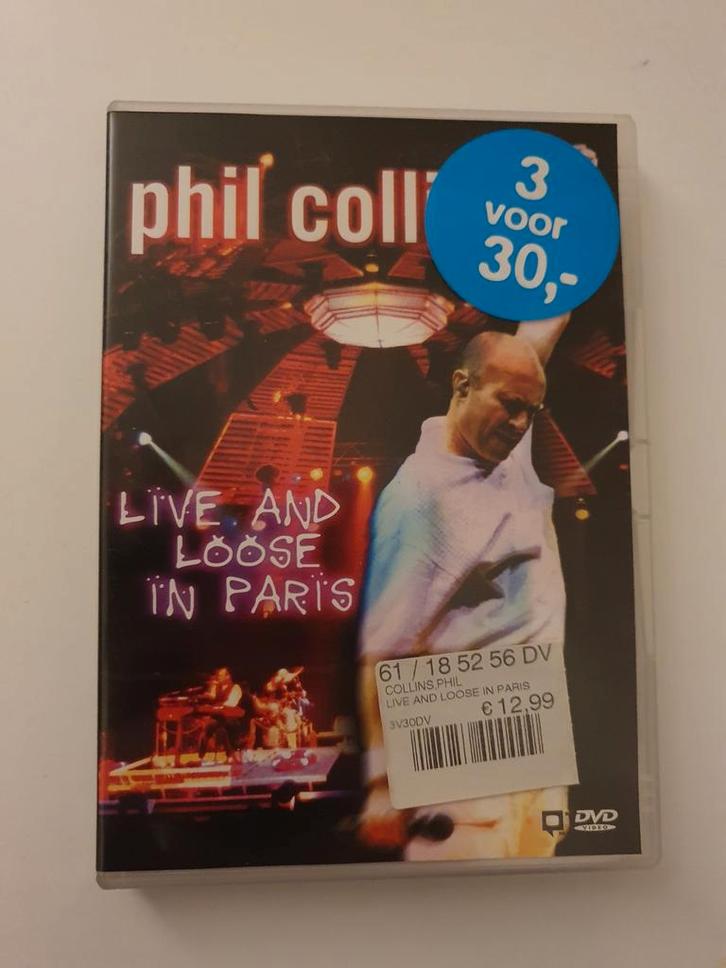 phil colli
3
voor
30,-
LIVE AND
LOOSE
IN PARIS
61 / 18 52 56 DV
COLLINS,PHIL
LIVE AND LOOSE IN PARIS
3V30DV € 12,99
DVD
VIDEO